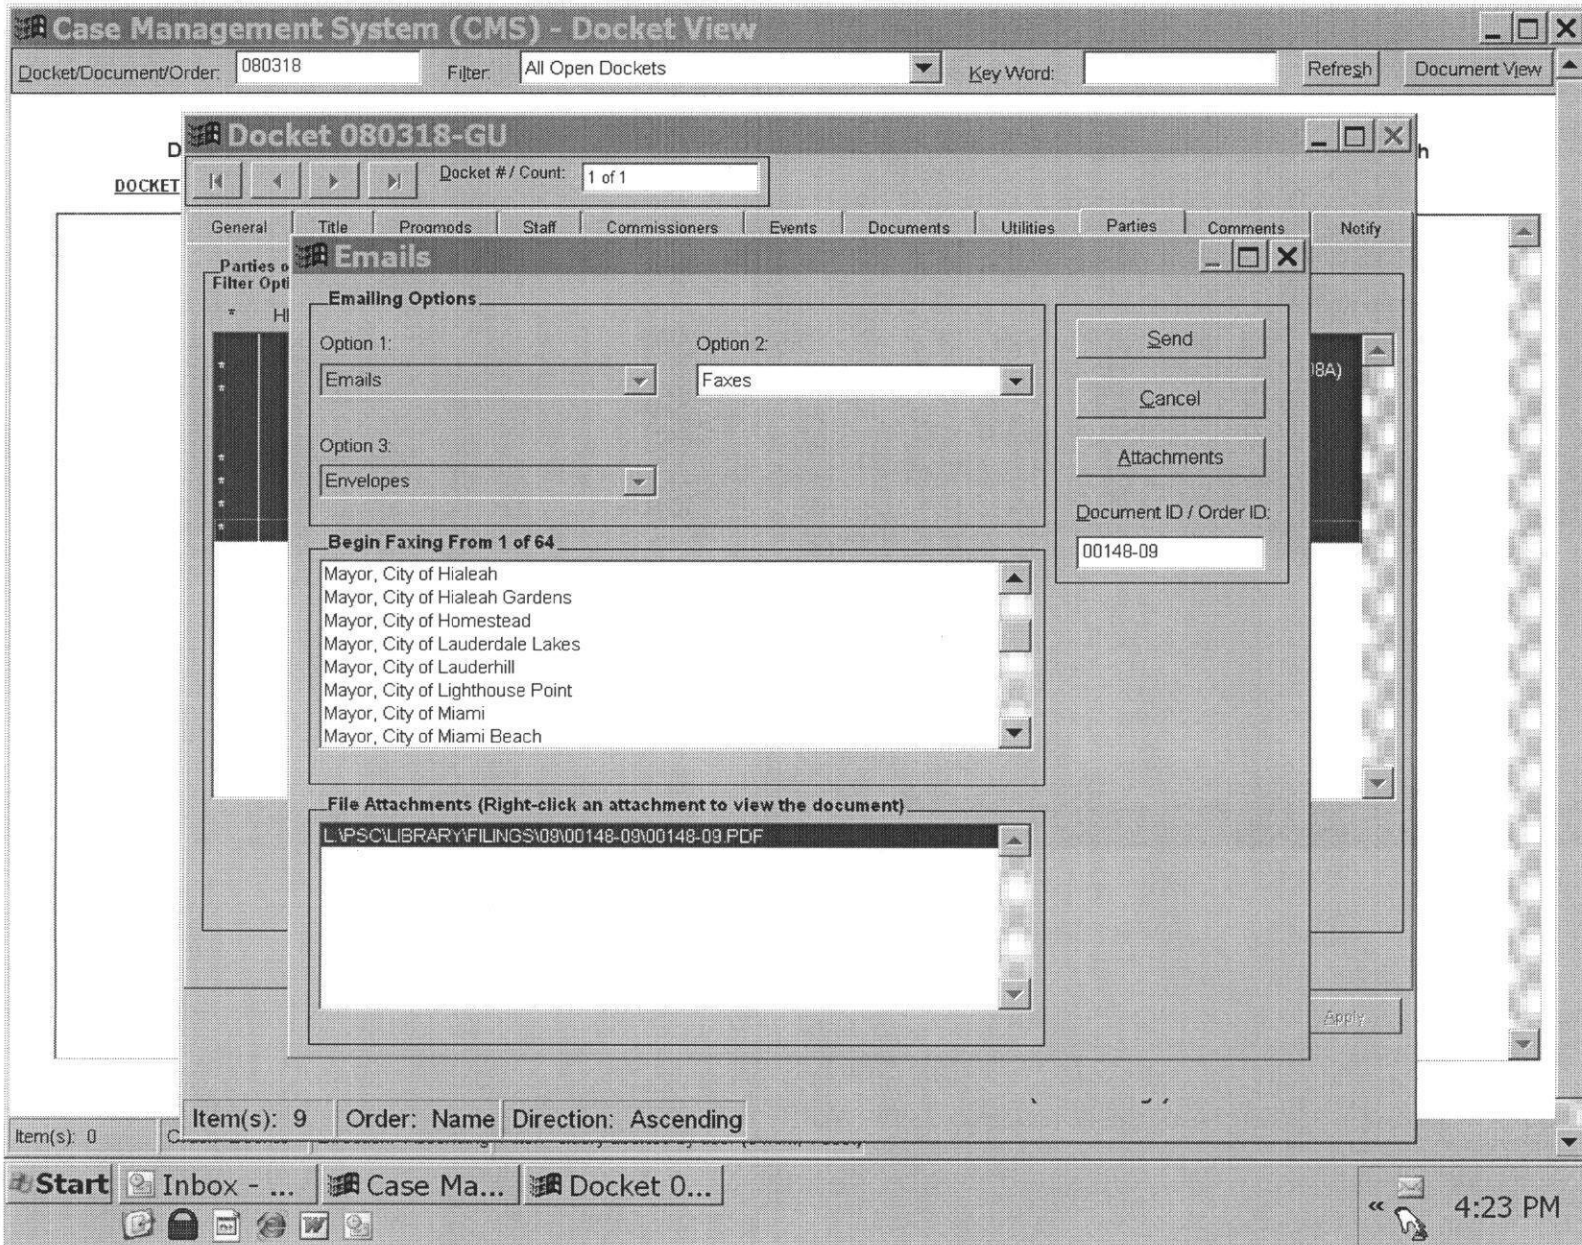 Case Management System (CMS) - Docket View
Docket/Document/Order: 080318 Filter: All Open Dockets Key Word: Refresh Document View
Docket 080318-GU
DOCKET
Docket # / Count: 1 of 1
General Title Progmods Staff Commissioners Events Documents Utilities Parties Comments Notify
Parties o
Filter Opti
*
Emails
Emailing Options
Option 1: Option 2:
Emails Faxes
Option 3:
Envelopes
Send
Cancel
Attachments
Document ID / Order ID:
00148-09
8A)
Begin Faxing From 1 of 64
Mayor, City of Hialeah
Mayor, City of Hialeah Gardens
Mayor, City of Homestead
Mayor, City of Lauderdale Lakes
Mayor, City of Lauderhill
Mayor, City of Lighthouse Point
Mayor, City of Miami
Mayor, City of Miami Beach
File Attachments (Right-click an attachment to view the document)
L:\PSC\LIBRARY\FILINGS\09\00148-09\00148-09.PDF
Apply
Item(s): 9 Order: Name Direction: Ascending
Item(s): 0
Start Inbox - ... Case Ma... Docket 0... 4:23 PM